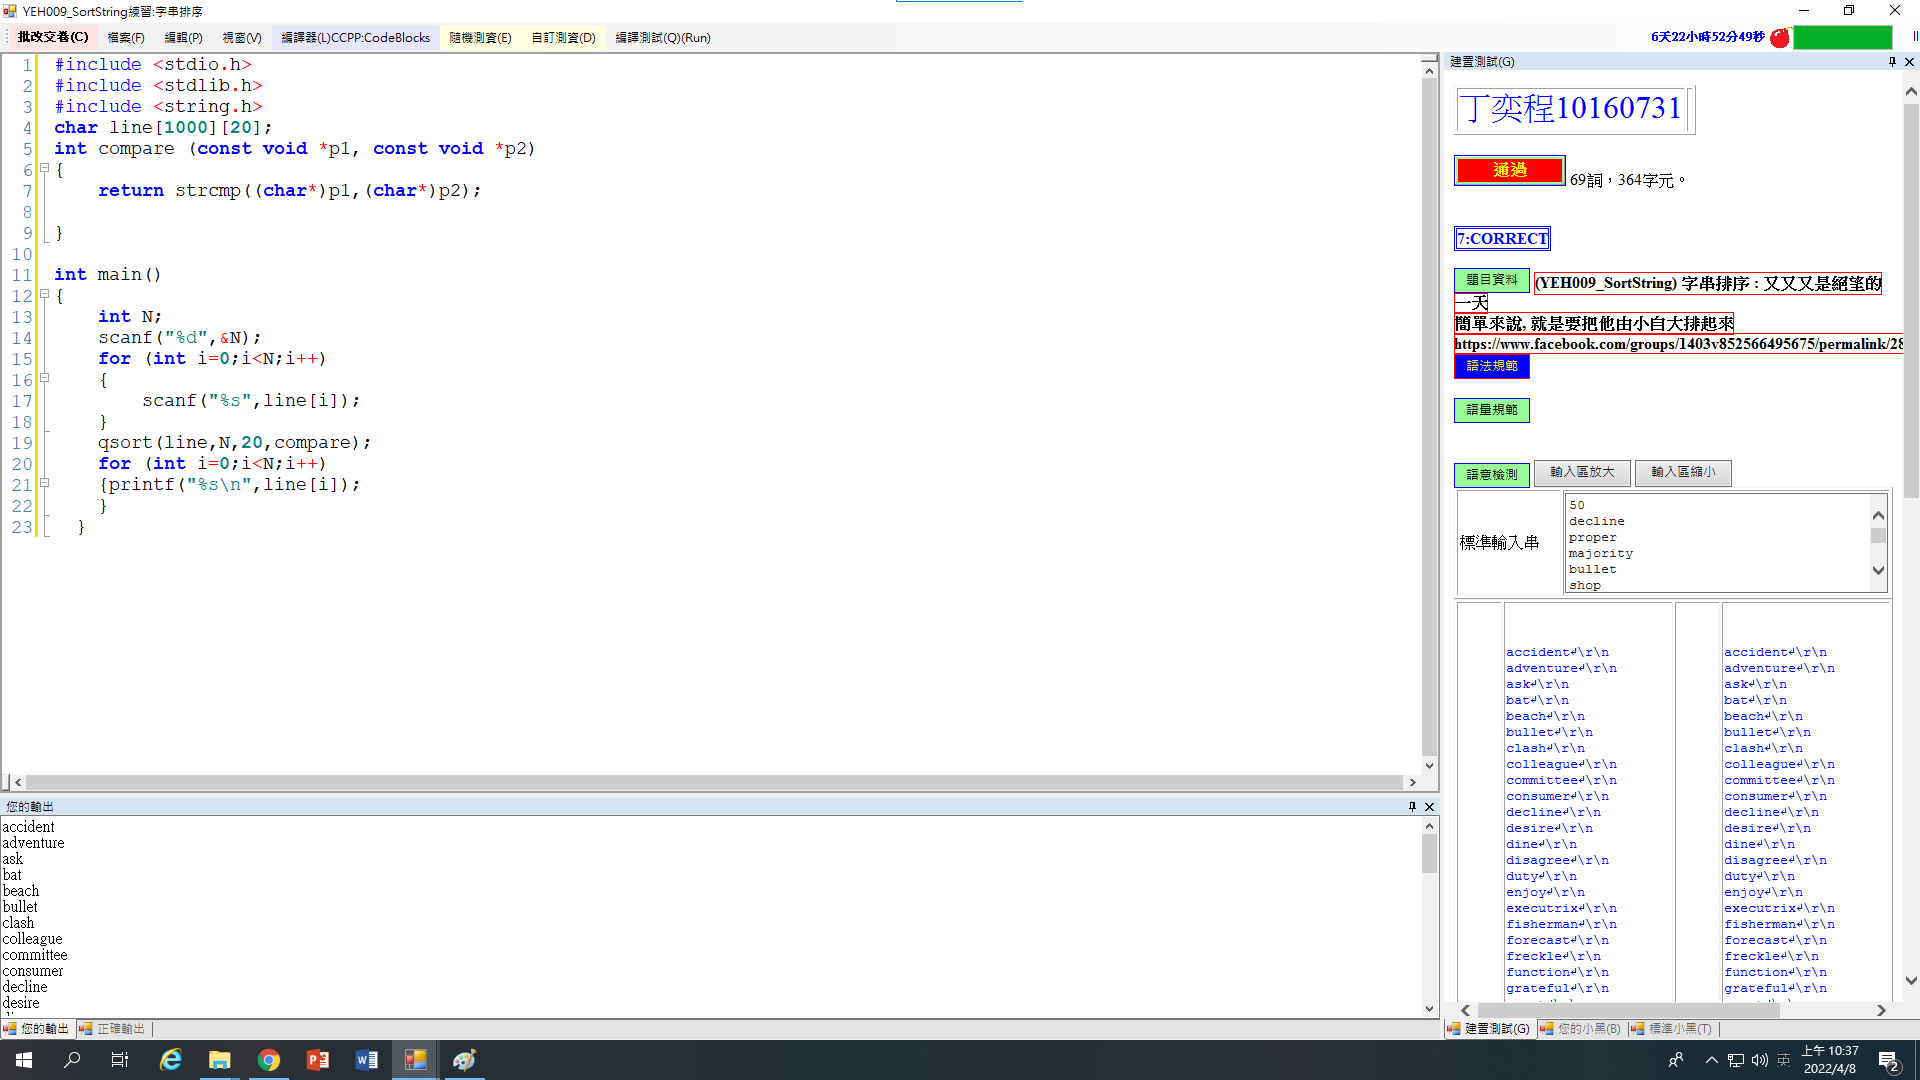 YEH009_SortString練習:字串排序
批改交卷(C) 檔案(F) 編輯(P) 視窗(V) 編譯器(L)CCPP:CodeBlocks 隨機測資(E) 自訂測資(D) 編譯測試(Q)(Run) 6天22小時52分49秒
1 #include <stdio.h>
2 #include <stdlib.h>
3 #include <string.h>
4 char line[1000][20];
5 int compare (const void *p1, const void *p2)
6 {
7 return strcmp((char*)p1,(char*)p2);
8
9 }
10
11 int main()
12 {
13 int N;
14 scanf("%d",&N);
15 for (int i=0;i<N;i++)
16 {
17 scanf("%s",line[i]);
18 }
19 qsort(line,N,20,compare);
20 for (int i=0;i<N;i++)
21 {printf("%s\n",line[i]);
22 }
23 }
您的輸出
accident
adventure
ask
bat
beach
bullet
clash
colleague
committee
consumer
decline
desire
您的輸出 正確輸出
建置測試(G)
丁奕程10160731
通過 69詞，364字元。
7:CORRECT
題目資料 (YEH009_SortString) 字串排序 : 又又又是絕望的
一天
簡單來說, 就是要把他由小自大排起來
https://www.facebook.com/groups/1403v852566495675/permalink/28
語法規範
語量規範
語意檢測 輸入區放大 輸入區縮小
標準輸入串
50
decline
proper
majority
bullet
shop
accident↲\r\n accident↲\r\n
adventure↲\r\n adventure↲\r\n
ask↲\r\n ask↲\r\n
bat↲\r\n bat↲\r\n
beach↲\r\n beach↲\r\n
bullet↲\r\n bullet↲\r\n
clash↲\r\n clash↲\r\n
colleague↲\r\n colleague↲\r\n
committee↲\r\n committee↲\r\n
consumer↲\r\n consumer↲\r\n
decline↲\r\n decline↲\r\n
desire↲\r\n desire↲\r\n
dine↲\r\n dine↲\r\n
disagree↲\r\n disagree↲\r\n
duty↲\r\n duty↲\r\n
enjoy↲\r\n enjoy↲\r\n
executrix↲\r\n executrix↲\r\n
fisherman↲\r\n fisherman↲\r\n
forecast↲\r\n forecast↲\r\n
freckle↲\r\n freckle↲\r\n
function↲\r\n function↲\r\n
grateful↲\r\n grateful↲\r\n
建置測試(G) 您的小黑(B) 標準小黑(T)
英 上午 10:37
2022/4/8 2